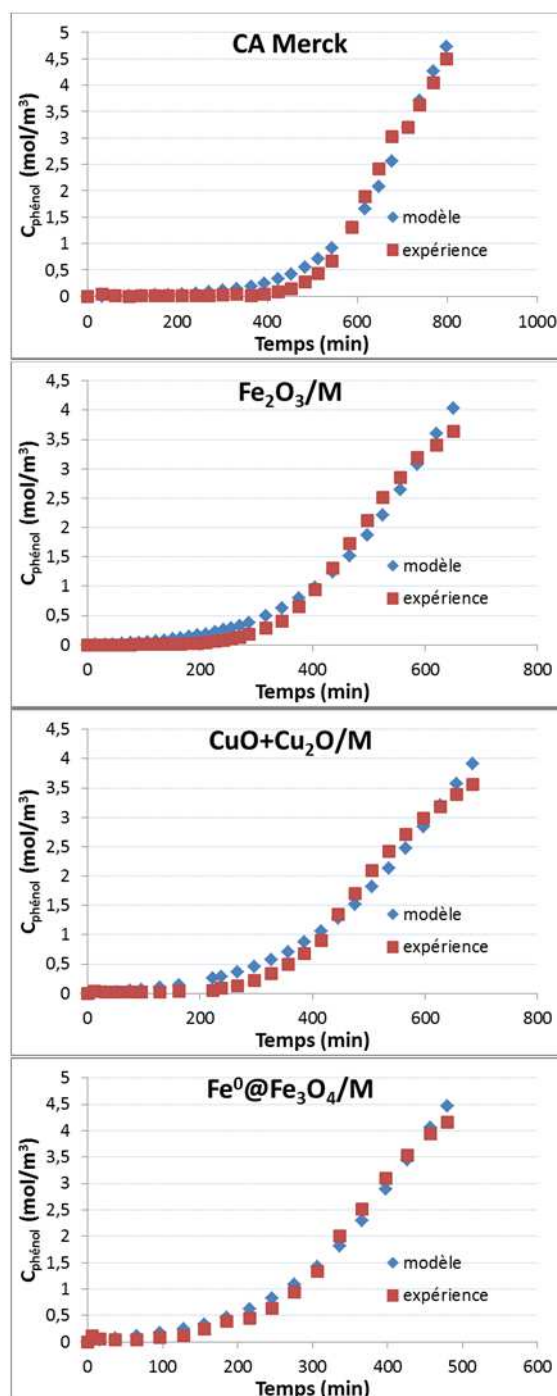 CA Merck
C phénol (mol/m³)
5
4,5
4
3,5
3
2,5
2
1,5
1
0,5
0
modèle
expérience
0 200 400 600 800 1000
Temps (min)
Fe₂O₃/M
C phénol (mol/m³)
4,5
4
3,5
3
2,5
2
1,5
1
0,5
0
modèle
expérience
0 200 400 600 800
Temps (min)
CuO+Cu₂O/M
C phénol (mol/m³)
4,5
4
3,5
3
2,5
2
1,5
1
0,5
0
modèle
expérience
0 200 400 600 800
Temps (min)
Fe⁰@Fe₃O₄/M
C phénol (mol/m³)
5
4,5
4
3,5
3
2,5
2
1,5
1
0,5
0
modèle
expérience
0 100 200 300 400 500 600
Temps (min)